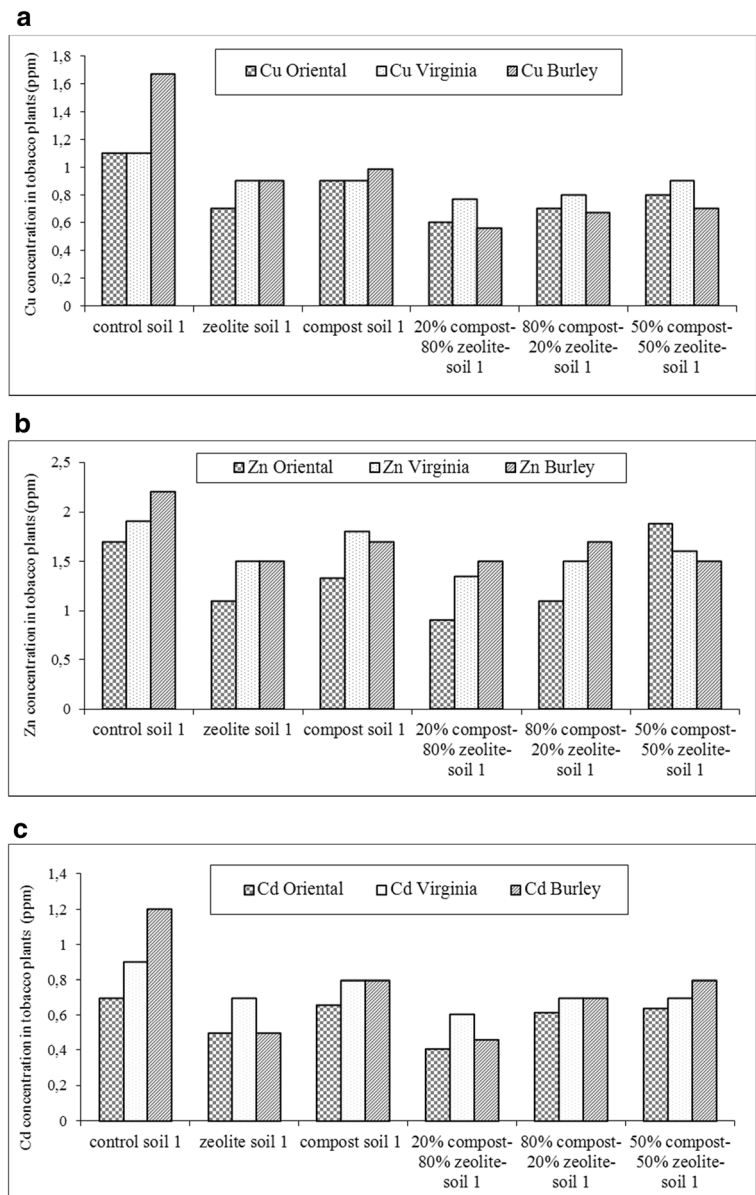 a
Cu concentration in tobacco plants (ppm)
1,8
1,6
1,4
1,2
1
0,8
0,6
0,4
0,2
0
Cu Oriental Cu Virginia Cu Burley
control soil 1 zeolite soil 1 compost soil 1 20% compost- 80% compost- 50% compost-
80% zeolite- 20% zeolite- 50% zeolite-
soil 1 soil 1 soil 1
b
Zn concentration in tobacco plants (ppm)
2,5
2
1,5
1
0,5
0
Zn Oriental Zn Virginia Zn Burley
control soil 1 zeolite soil 1 compost soil 1 20% compost- 80% compost- 50% compost-
80% zeolite- 20% zeolite- 50% zeolite-
soil 1 soil 1 soil 1
c
Cd concentration in tobacco plants (ppm)
1,4
1,2
1
0,8
0,6
0,4
0,2
0
Cd Oriental Cd Virginia Cd Burley
control soil 1 zeolite soil 1 compost soil 1 20% compost- 80% compost- 50% compost-
80% zeolite- 20% zeolite- 50% zeolite-
soil 1 soil 1 soil 1